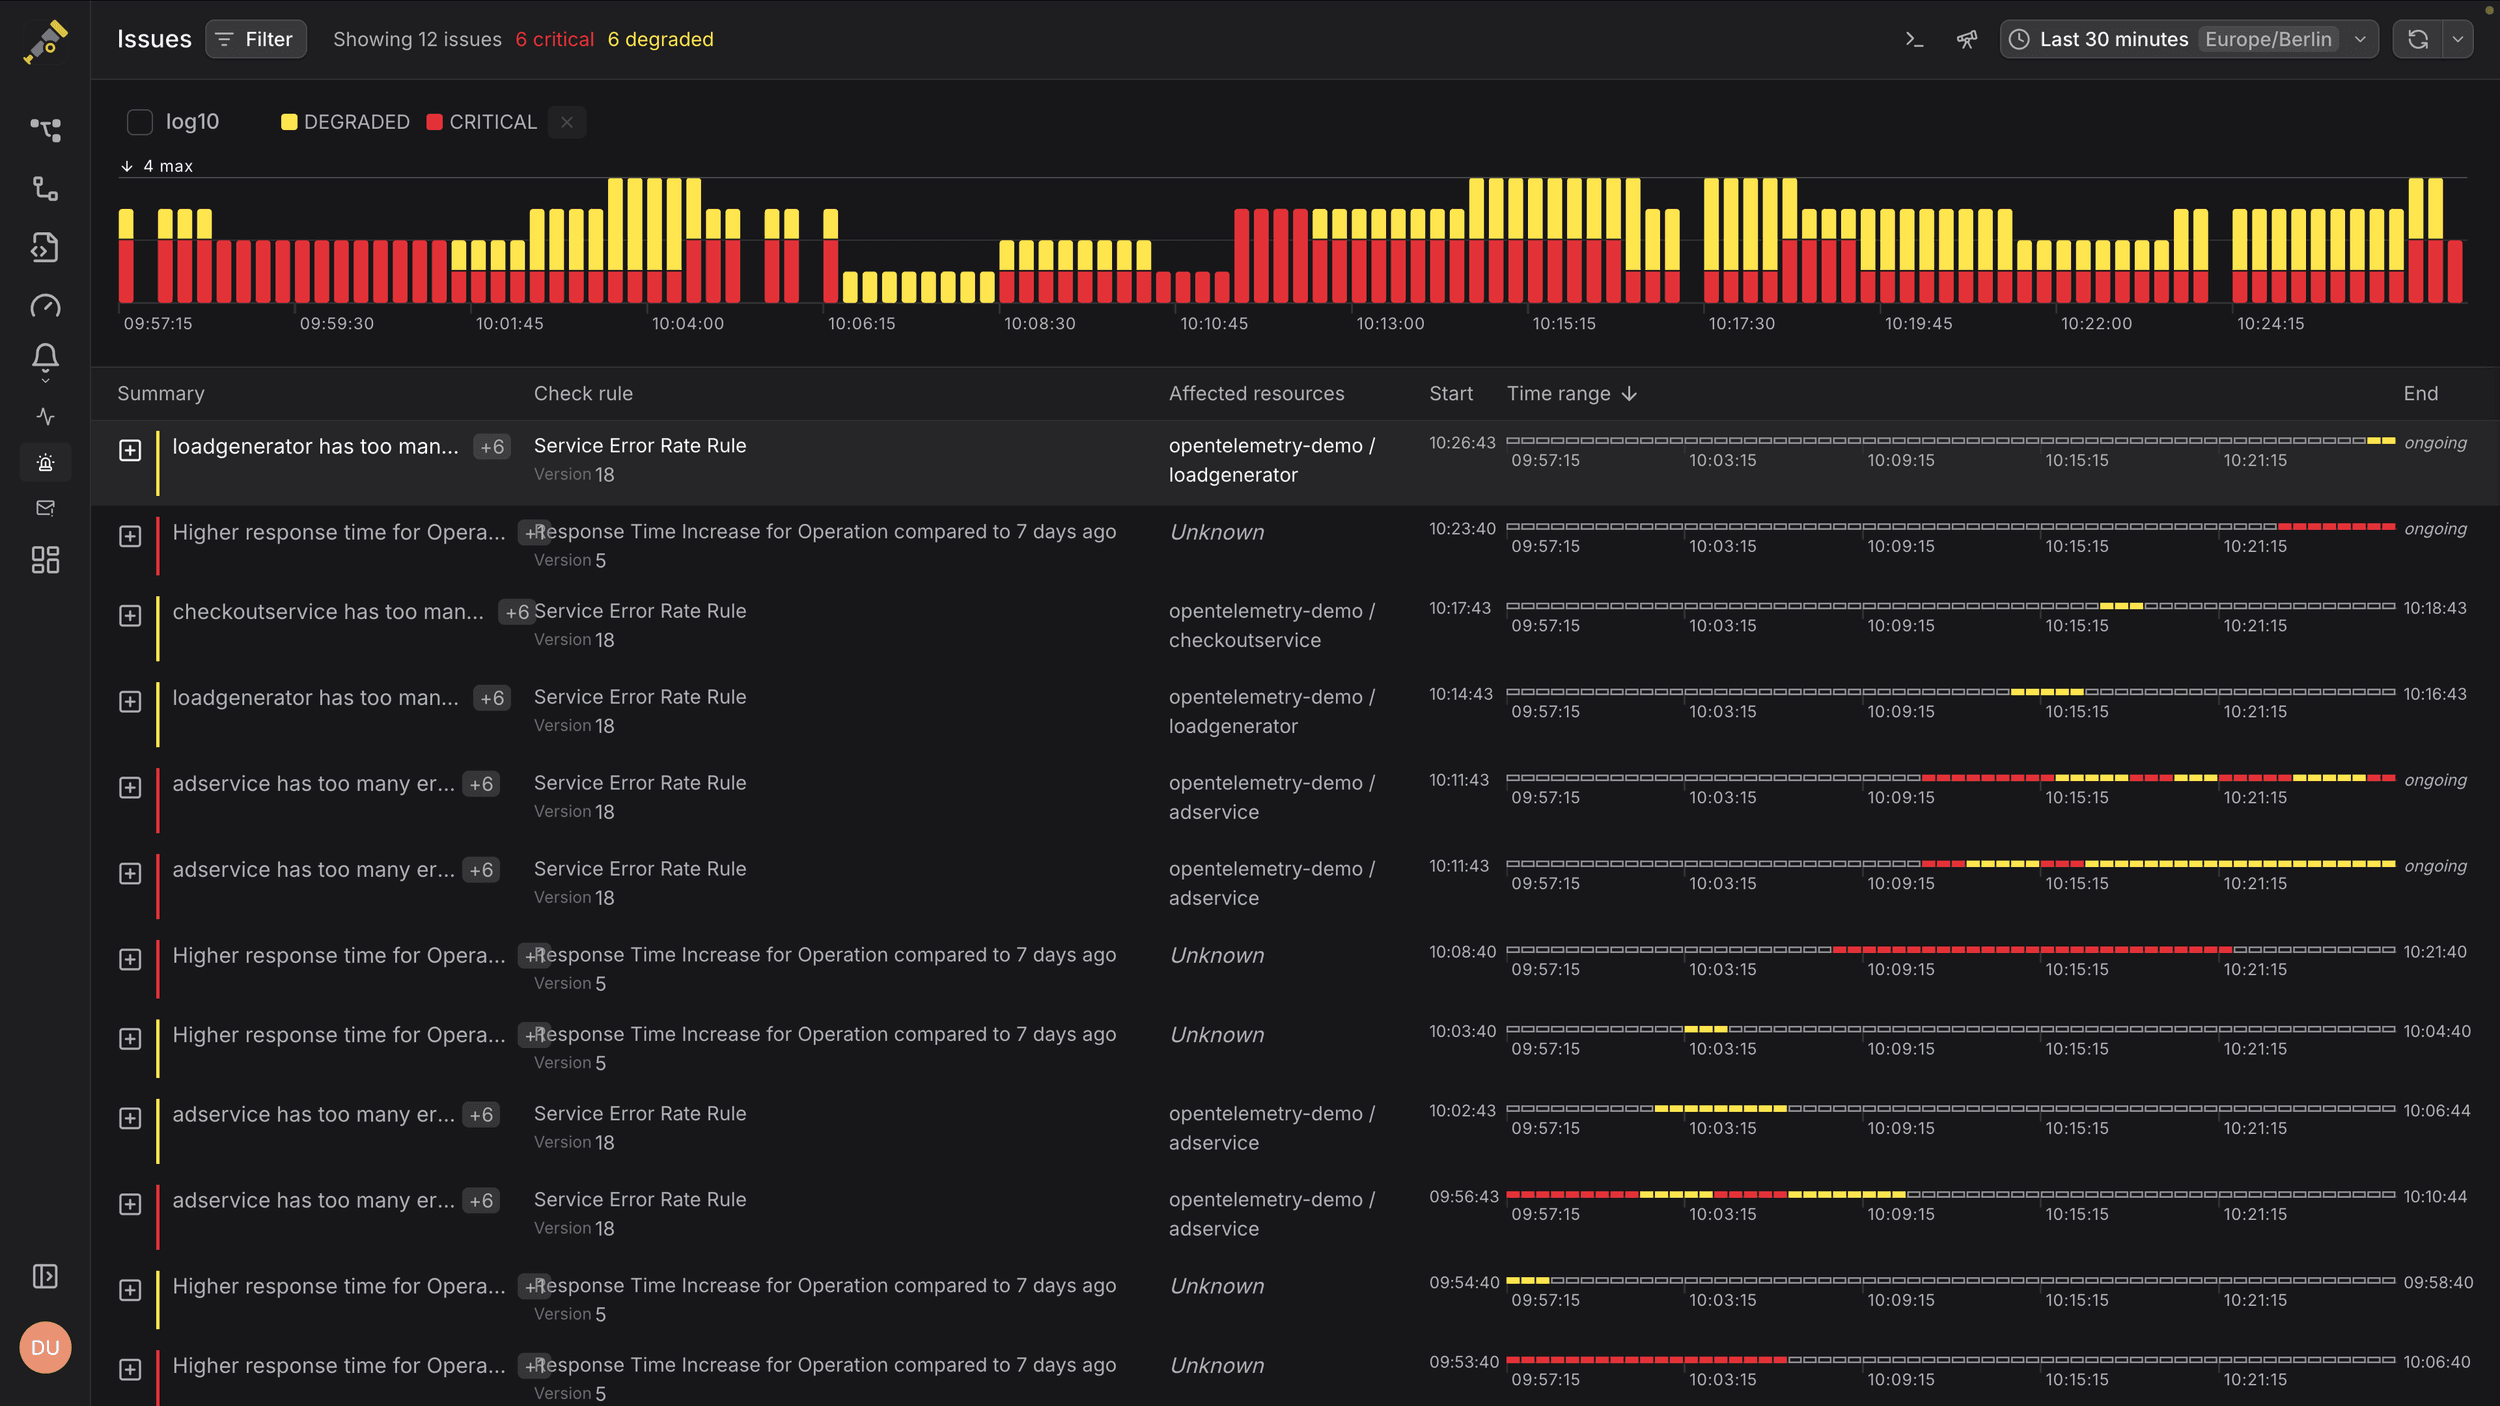 Issues Filter Showing 12 issues 6 critical 6 degraded Last 30 minutes Europe/Berlin
log10 DEGRADED CRITICAL
4 max
09:57:15 09:59:30 10:01:45 10:04:00 10:06:15 10:08:30 10:10:45 10:13:00 10:15:15 10:17:30 10:19:45 10:22:00 10:24:15
Summary Check rule Affected resources Start Time range End
loadgenerator has too man... +6 Service Error Rate Rule opentelemetry-demo / 10:26:43 ongoing
Version 18 loadgenerator 09:57:15 10:03:15 10:09:15 10:15:15 10:21:15
Higher response time for Opera... Response Time Increase for Operation compared to 7 days ago Unknown 10:23:40 ongoing
Version 5 09:57:15 10:03:15 10:09:15 10:15:15 10:21:15
checkoutservice has too man... +6 Service Error Rate Rule opentelemetry-demo / 10:17:43 10:18:43
Version 18 checkoutservice 09:57:15 10:03:15 10:09:15 10:15:15 10:21:15
loadgenerator has too man... +6 Service Error Rate Rule opentelemetry-demo / 10:14:43 10:16:43
Version 18 loadgenerator 09:57:15 10:03:15 10:09:15 10:15:15 10:21:15
adservice has too many er... +6 Service Error Rate Rule opentelemetry-demo / 10:11:43 ongoing
Version 18 adservice 09:57:15 10:03:15 10:09:15 10:15:15 10:21:15
adservice has too many er... +6 Service Error Rate Rule opentelemetry-demo / 10:11:43 ongoing
Version 18 adservice 09:57:15 10:03:15 10:09:15 10:15:15 10:21:15
Higher response time for Opera... Response Time Increase for Operation compared to 7 days ago Unknown 10:08:40 10:21:40
Version 5 09:57:15 10:03:15 10:09:15 10:15:15 10:21:15
Higher response time for Opera... Response Time Increase for Operation compared to 7 days ago Unknown 10:03:40 10:04:40
Version 5 09:57:15 10:03:15 10:09:15 10:15:15 10:21:15
adservice has too many er... +6 Service Error Rate Rule opentelemetry-demo / 10:02:43 10:06:44
Version 18 adservice 09:57:15 10:03:15 10:09:15 10:15:15 10:21:15
adservice has too many er... +6 Service Error Rate Rule opentelemetry-demo / 09:56:43 10:10:44
Version 18 adservice 09:57:15 10:03:15 10:09:15 10:15:15 10:21:15
Higher response time for Opera... Response Time Increase for Operation compared to 7 days ago Unknown 09:54:40 09:58:40
Version 5 09:57:15 10:03:15 10:09:15 10:15:15 10:21:15
Higher response time for Opera... Response Time Increase for Operation compared to 7 days ago Unknown 09:53:40 10:06:40
Version 5 09:57:15 10:03:15 10:09:15 10:15:15 10:21:15
DU